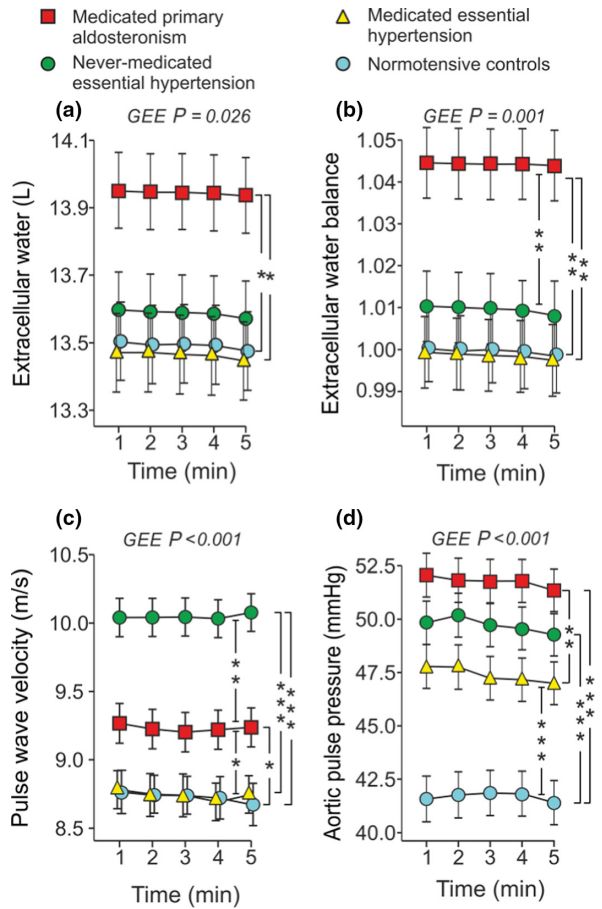 Medicated primary
aldosteronism
Medicated essential
hypertension
Never-medicated
essential hypertension
Normotensive controls
(a)
GEE P = 0.026
Extracellular water (L)
14.1
13.9
13.7
13.5
13.3
*
*
1 2 3 4 5
Time (min)
(b)
GEE P = 0.001
Extracellular water balance
1.05
1.04
1.02
1.01
1.00
0.99
**
**
**
1 2 3 4 5
Time (min)
(c)
GEE P <0.001
Pulse wave velocity (m/s)
10.5
10.0
9.5
9.0
8.5
**
**
***
***
*
1 2 3 4 5
Time (min)
(d)
GEE P <0.001
Aortic pulse pressure (mmHg)
52.5
50.0
47.5
42.5
40.0
**
***
***
***
1 2 3 4 5
Time (min)